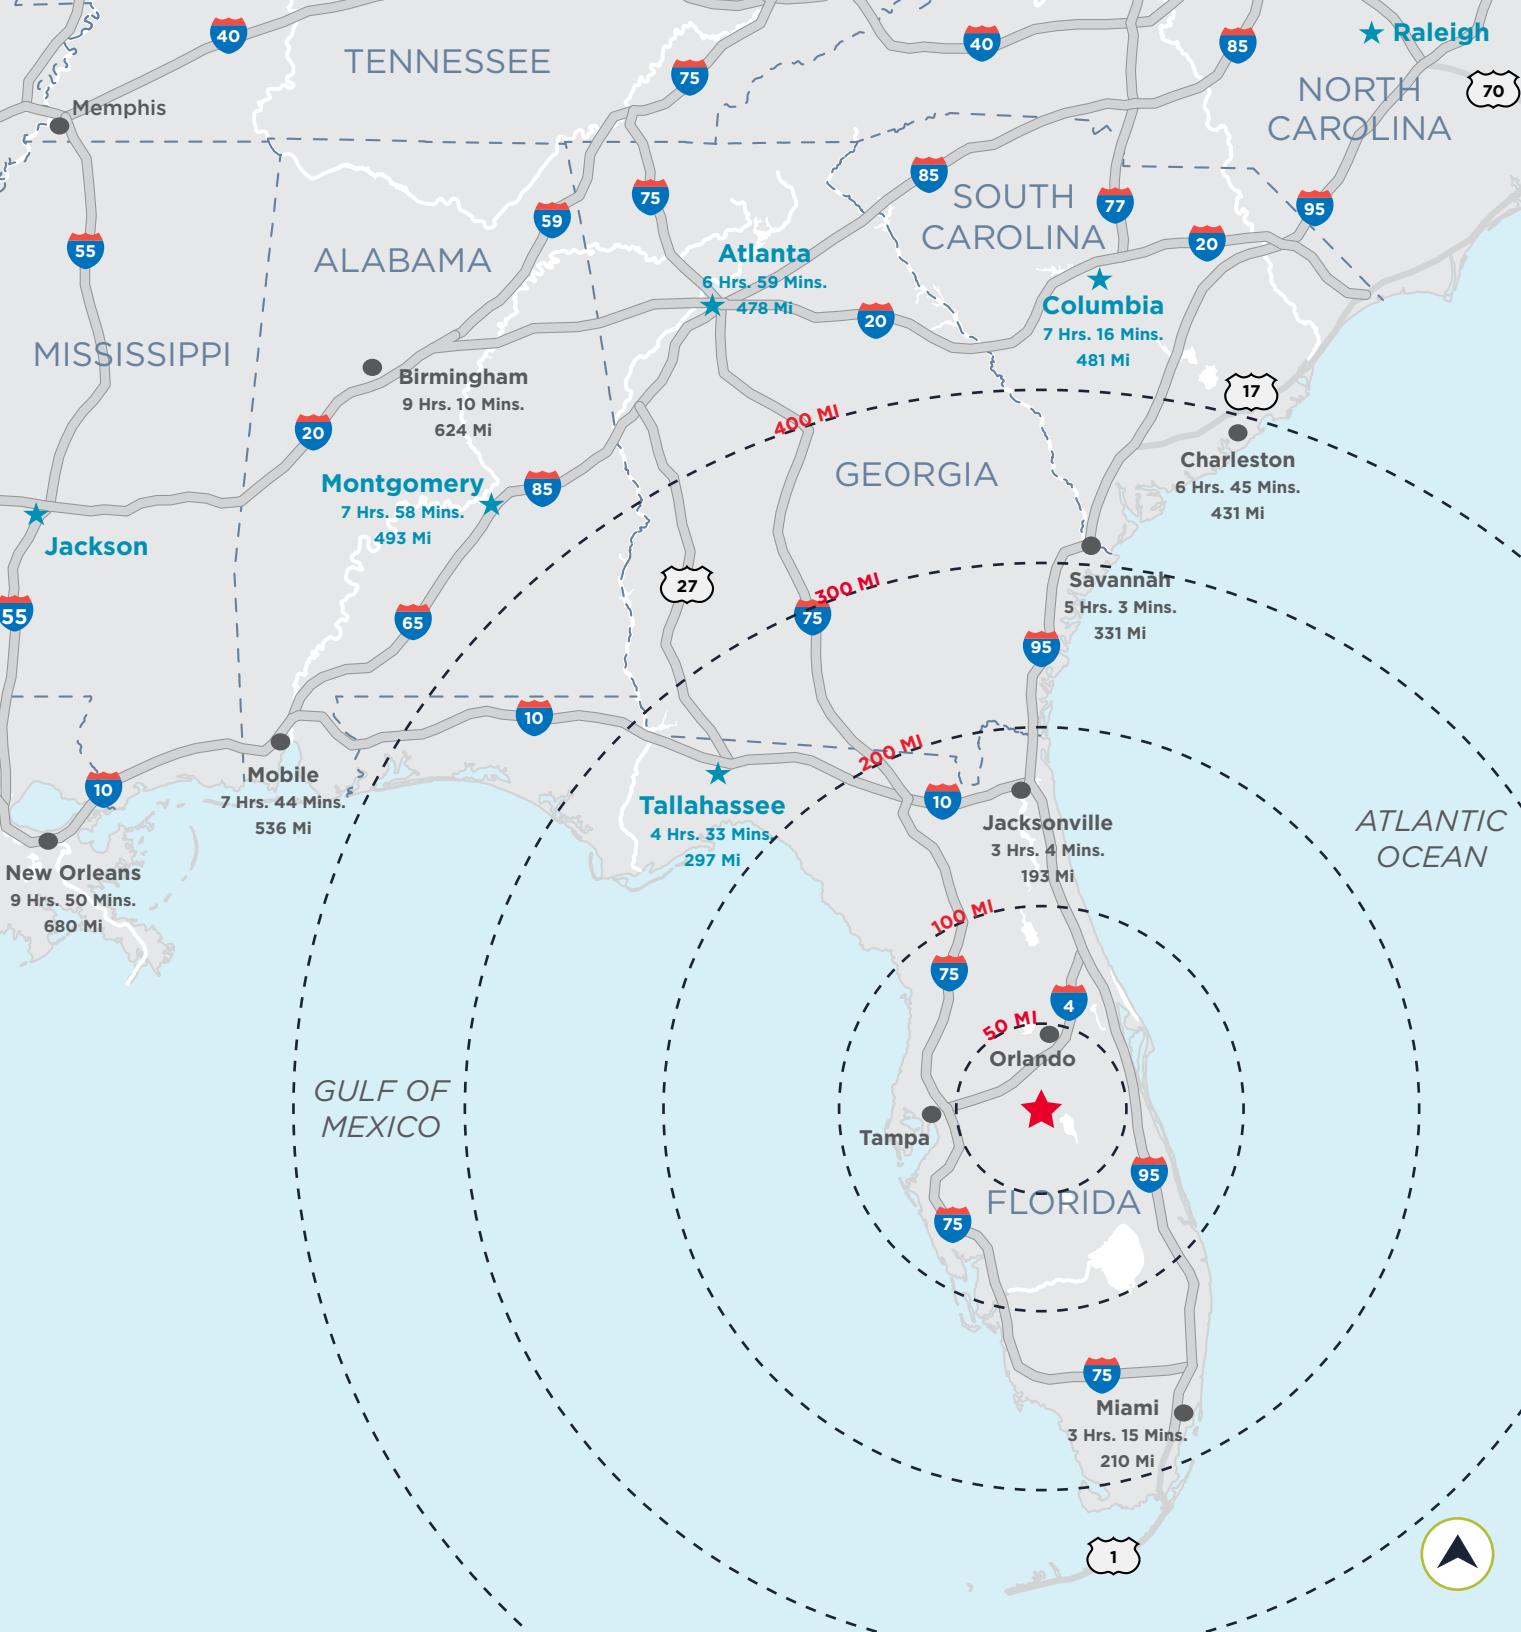 40
TENNESSEE
75
40
85
Raleigh
70
NORTH
CAROLINA
Memphis
55
59
75
85
SOUTH
CAROLINA
77
95
20
ALABAMA
Atlanta
6 Hrs. 59 Mins.
478 Mi
20
Columbia
7 Hrs. 16 Mins.
481 Mi
MISSISSIPPI
Birmingham
9 Hrs. 10 Mins.
624 Mi
20
17
400 MI
Charleston
6 Hrs. 45 Mins.
431 Mi
GEORGIA
Montgomery
7 Hrs. 58 Mins.
493 Mi
85
Jackson
27
300 MI
75
Savannah
5 Hrs. 3 Mins.
331 Mi
55
65
95
10
200 MI
Mobile
7 Hrs. 44 Mins.
536 Mi
10
Tallahassee
4 Hrs. 33 Mins.
297 Mi
10
Jacksonville
3 Hrs. 4 Mins.
193 Mi
ATLANTIC
OCEAN
New Orleans
9 Hrs. 50 Mins.
680 Mi
100 MI
75
4
50 MI
Orlando
GULF OF
MEXICO
Tampa
95
FLORIDA
75
75
Miami
3 Hrs. 15 Mins.
210 Mi
1